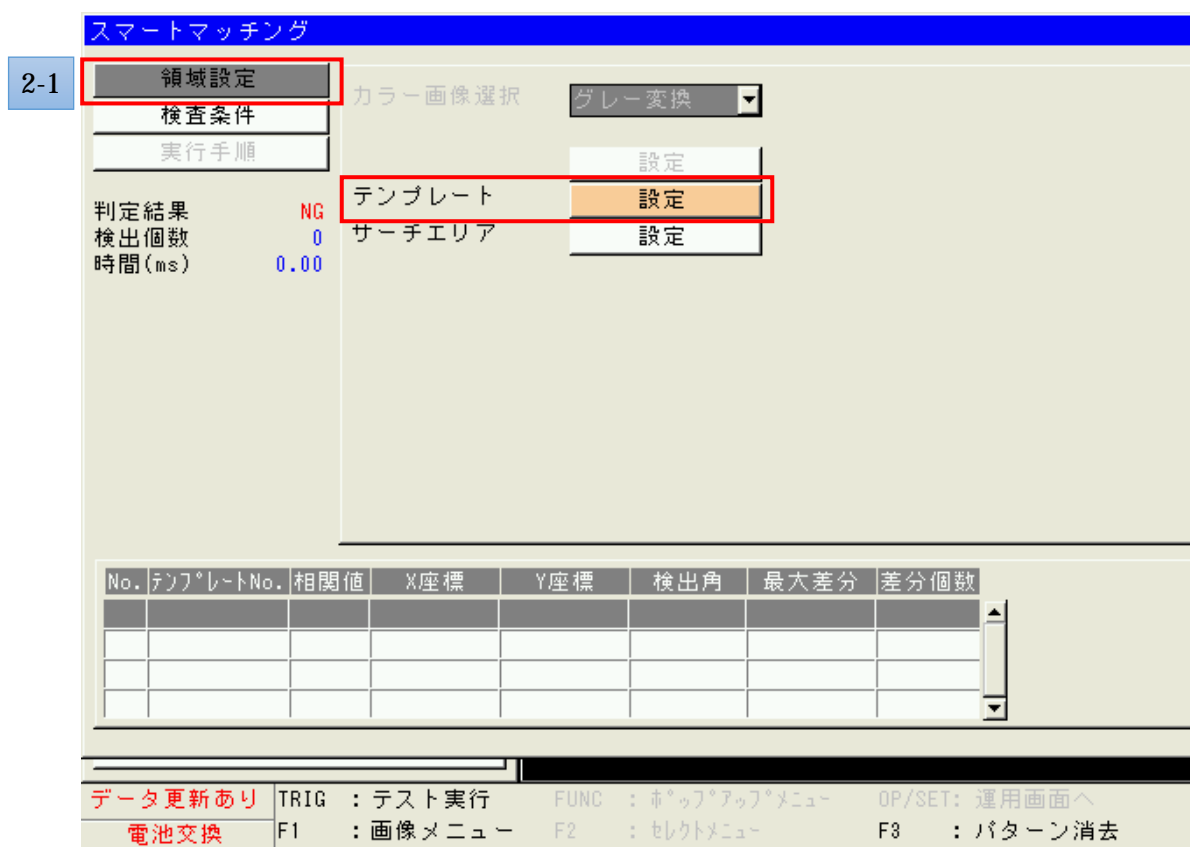 スマートマッチング
2-1
領域設定
検査条件
実行手順
カラー画像選択 グレー変換
設定
テンプレート 設定
サーチエリア 設定
判定結果 NG
検出個数 0
時間(ms) 0.00
No. ﾃﾝﾌﾟﾚｰﾄNo. 相関値 X座標 Y座標 検出角 最大差分 差分個数
データ更新あり TRIG :テスト実行 FUNC :ﾎﾟｯﾌﾟｱｯﾌﾟﾒﾆｭｰ OP/SET:運用画面へ
電池交換 F1 :画像メニュー F2 :ｾﾚｸﾄﾒﾆｭｰ F3 :パターン消去